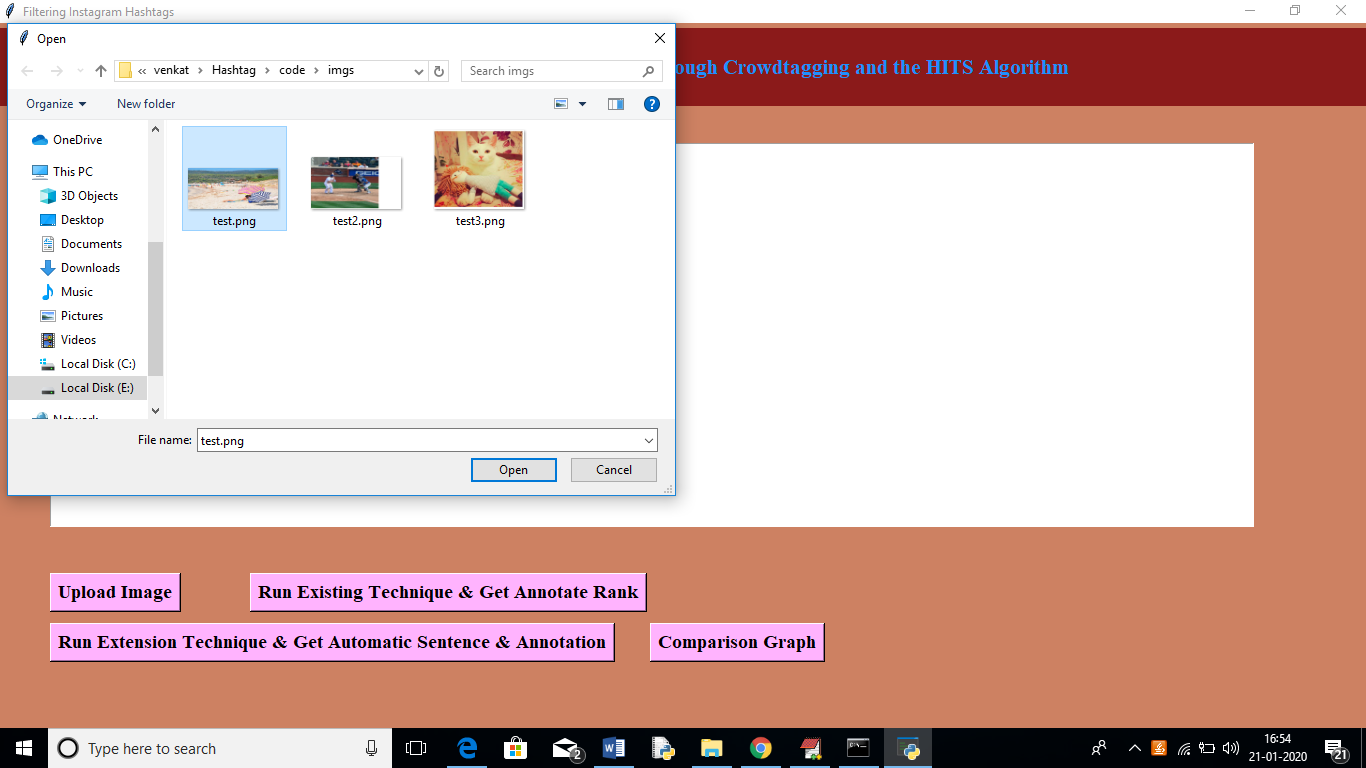 Filtering Instagram Hashtags
Open
« venkat > Hashtag > code > imgs
Search imgs
ough Crowdtagging and the HITS Algorithm
Organize
New folder
OneDrive
This PC
3D Objects
Desktop
Documents
Downloads
Music
Pictures
Videos
Local Disk (C:)
Local Disk (E:)
Network
test.png
test2.png
test3.png
File name: test.png
Open
Cancel
Upload Image
Run Existing Technique & Get Annotate Rank
Run Extension Technique & Get Automatic Sentence & Annotation
Comparison Graph
Type here to search
2
16:54
21-01-2020
21